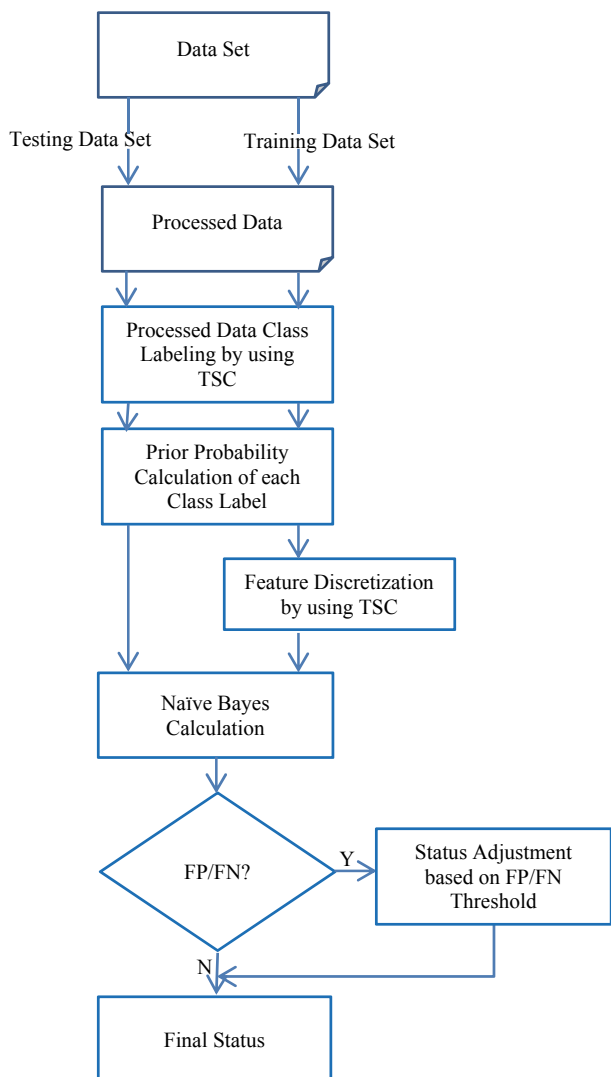 Data Set
Testing Data Set
Training Data Set
Processed Data
Processed Data Class
Labeling by using
TSC
Prior Probability
Calculation of each
Class Label
Feature Discretization
by using TSC
Naïve Bayes
Calculation
FP/FN?
Y
Status Adjustment
based on FP/FN
Threshold
N
Final Status